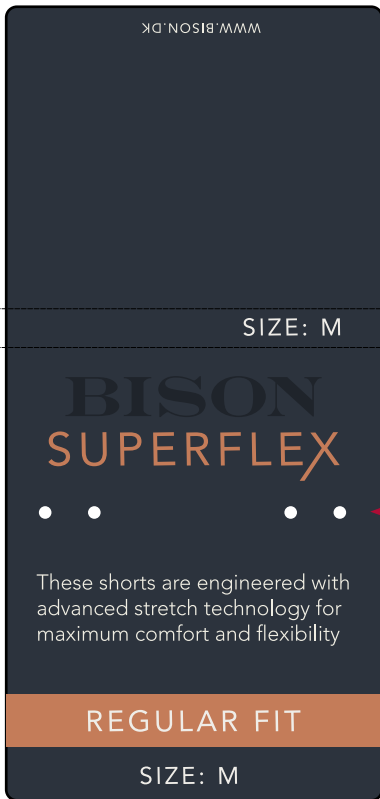 WWW.BISON.DK
SIZE: M
BISON
SUPERFLEX
These shorts are engineered with
advanced stretch technology for
maximum comfort and flexibility
REGULAR FIT
SIZE: M